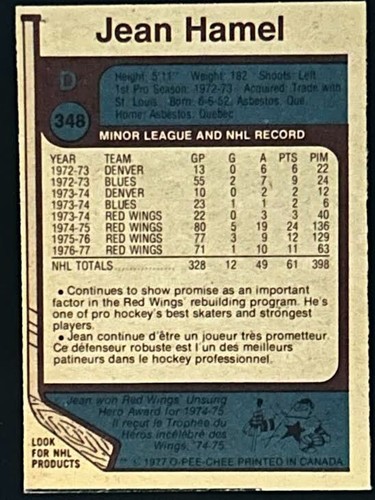 Jean Hamel
D
348
Height: 5'11" Weight: 182 Shoots: Left
1st Pro Season: 1972-73 Acquired: Trade with
St. Louis Born: 6-6-52, Asbestos, Que.
Home: Asbestos, Quebec
MINOR LEAGUE AND NHL RECORD
YEAR TEAM GP G A PTS PIM
1972-73 DENVER 13 0 6 6 22
1972-73 BLUES 55 2 7 9 24
1973-74 DENVER 10 0 2 2 12
1973-74 BLUES 23 1 1 2 6
1973-74 RED WINGS 22 0 3 3 40
1974-75 RED WINGS 80 5 19 24 136
1975-76 RED WINGS 77 3 9 12 129
1976-77 RED WINGS 71 1 10 11 63
NHL TOTALS 328 12 49 61 398
• Continues to show promise as an important
factor in the Red Wings' rebuilding program. He's
one of pro hockey's best skaters and strongest
players.
• Jean continue d'être un joueur très prometteur.
Ce défenseur robuste est l'un des meilleurs
patineurs dans le hockey professionnel.
Jean won Red Wings' Unsung
Hero Award for 1974-75
Il reçut le Trophée du
Héros incélébré des
Wings, '74-75.
LOOK
FOR NHL
PRODUCTS
© 1977 O-PEE-CHEE PRINTED IN CANADA